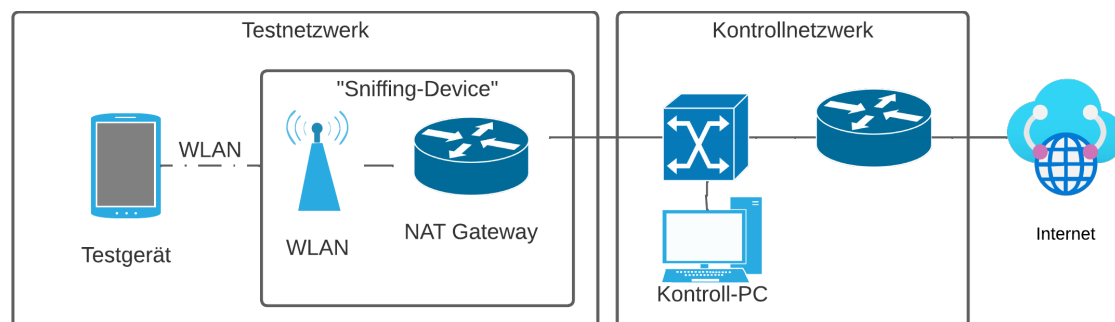 Testnetzwerk
Kontrollnetzwerk
"Sniffing-Device"
WLAN
WLAN
NAT Gateway
Testgerät
Kontroll-PC
Internet